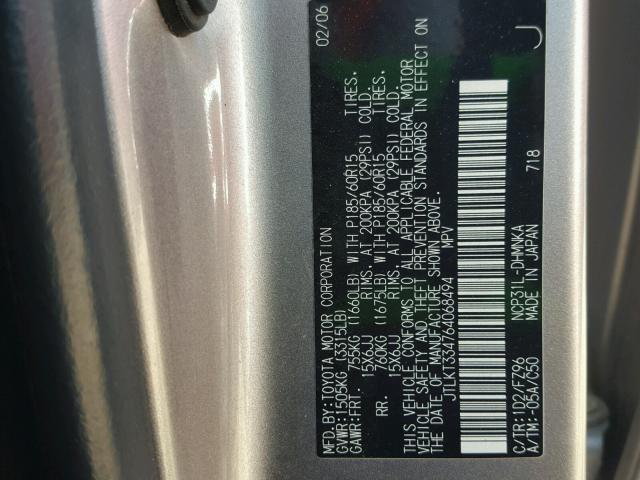 MFD.BY:TOYOTA MOTOR CORPORATION 02/06
GVWR:1505KG (3315LB)
GAWR:FRT. 755KG (1660LB) WITH P185/60R15 TIRES.
15X6JJ RIMS. AT 200KPA (29PSI) COLD.
RR. 760KG (1675LB) WITH P185/60R15 TIRES.
15X6JJ RIMS. AT 200KPA (29PSI) COLD.
THIS VEHICLE CONFORMS TO ALL APPLICABLE FEDERAL MOTOR
VEHICLE SAFETY AND THEFT PREVENTION STANDARDS IN EFFECT ON
THE DATE OF MANUFACTURE SHOWN ABOVE.
JTLKT334764068494 MPV
C/TR:1D2/FZ96 NCP31L-DHMNKA
A/TM:-05A/C50 MADE IN JAPAN 718
J